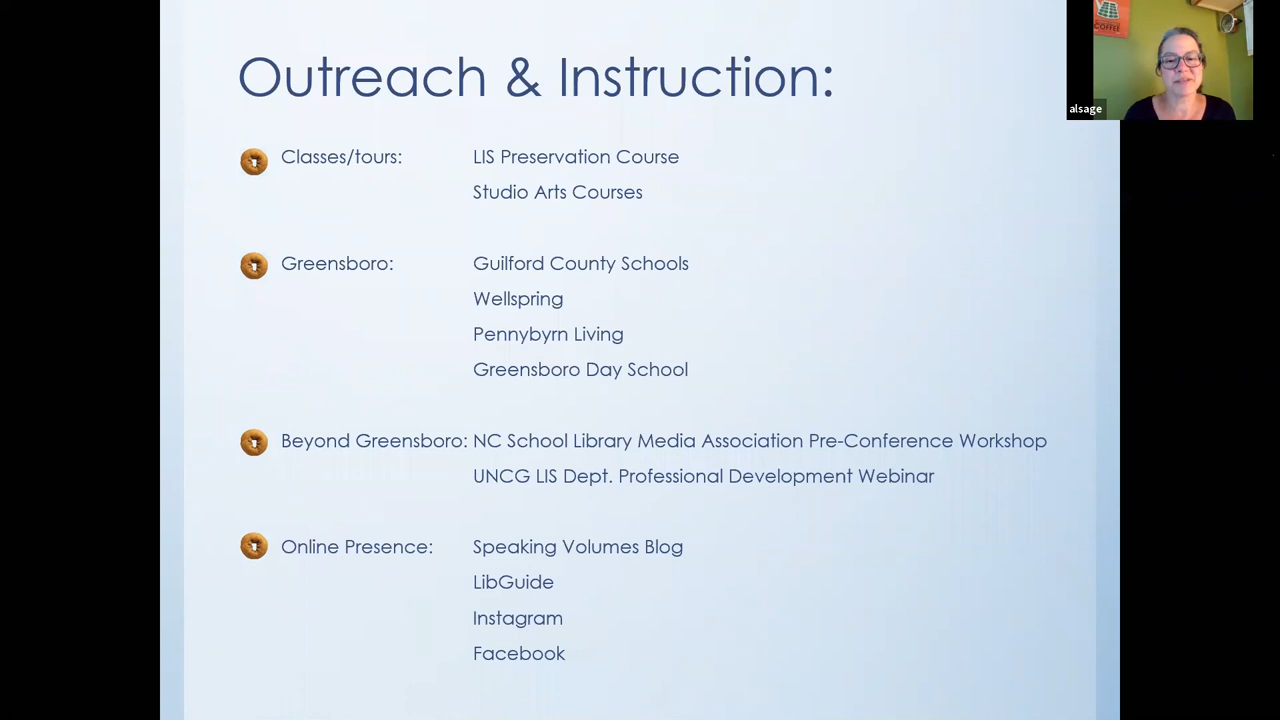 Outreach & Instruction:
COFFEE
alsage
Classes/tours: LIS Preservation Course
Studio Arts Courses
Greensboro: Guilford County Schools
Wellspring
Pennybyrn Living
Greensboro Day School
Beyond Greensboro: NC School Library Media Association Pre-Conference Workshop
UNCG LIS Dept. Professional Development Webinar
Online Presence: Speaking Volumes Blog
LibGuide
Instagram
Facebook